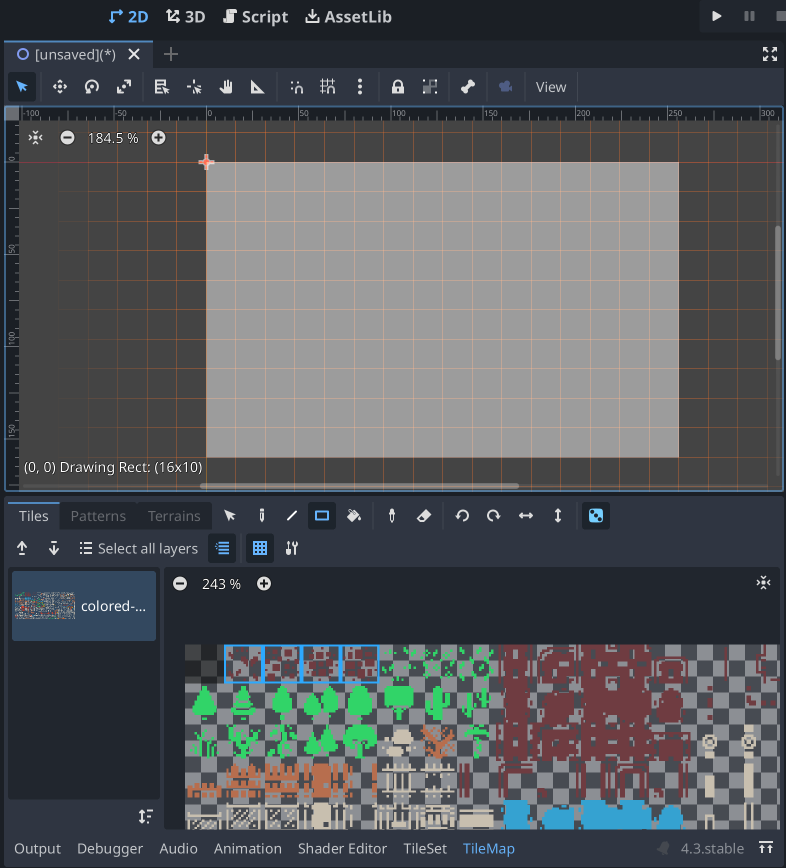 2D 3D Script AssetLib
[unsaved](*)
View
-100 -50 0 50 100 150 200 250 300
184.5 %
0
50
100
150
(0, 0) Drawing Rect: (16x10)
Tiles Patterns Terrains
Select all layers
243 %
colored-...
Output Debugger Audio Animation Shader Editor TileSet TileMap 4.3.stable